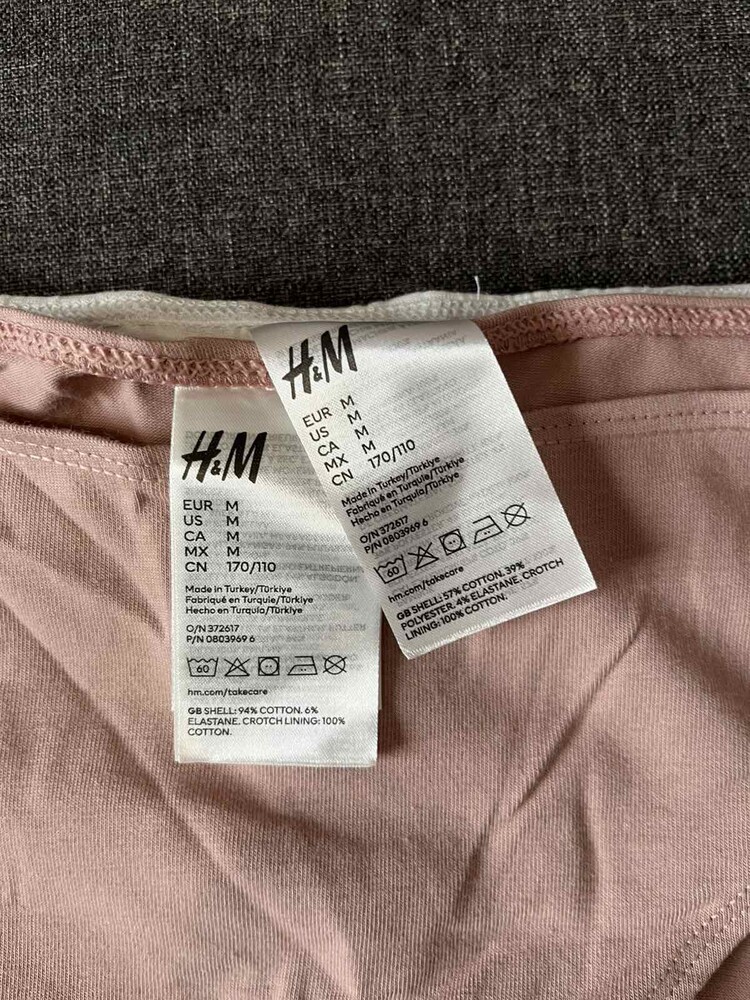 H&M
EUR M
US M
CA M
MX M
CN 170/110
Made in Turkey/Türkiye
Fabriqué en Turquie/Türkiye
Hecho en Turquía/Türkiye
O/N 372617
P/N 0803969 6
60
hm.com/takecare
GB SHELL: 94% COTTON. 6%
ELASTANE. CROTCH LINING: 100%
COTTON.
H&M
EUR M
US M
CA M
MX M
CN 170/110
Made in Turkey/Türkiye
Fabriqué en Turquie/Türkiye
Hecho en Turquía/Türkiye
O/N 372617
P/N 0803969 6
60
hm.com/takecare
GB SHELL: 57% COTTON. 39%
POLYESTER. 4% ELASTANE. CROTCH
LINING: 100% COTTON.